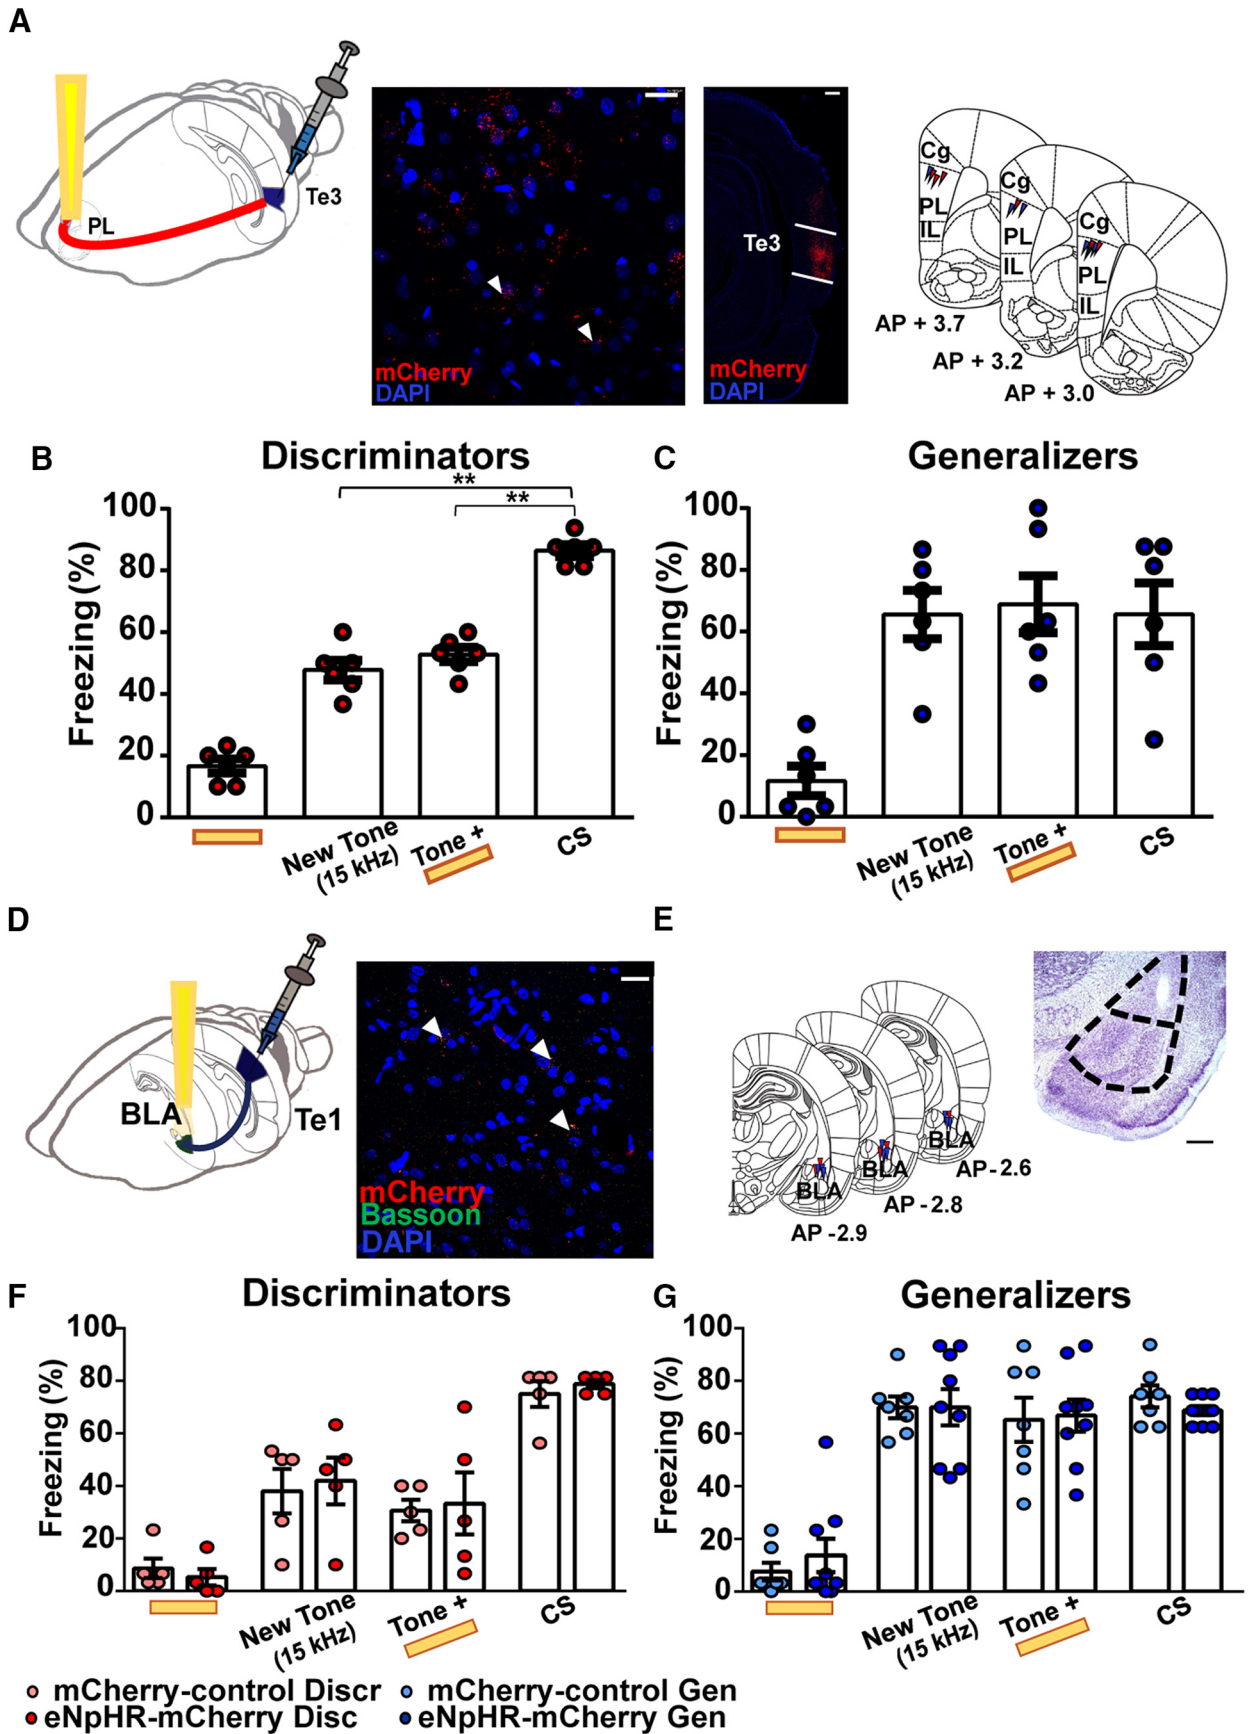 A
PL
Te3
mCherry
DAPI
Te3
mCherry
DAPI
Cg
PL
IL
AP + 3.7
Cg
PL
IL
AP + 3.2
Cg
PL
IL
AP + 3.0
B
Discriminators
**
**
Freezing (%)
100
80
60
40
20
0
New Tone
(15 kHz)
Tone +
CS
C
Generalizers
Freezing (%)
100
80
60
40
20
0
New Tone
(15 kHz)
Tone +
CS
D
BLA
Te1
mCherry
Bassoon
DAPI
E
BLA
AP -2.9
BLA
AP - 2.8
BLA
AP - 2.6
F
Discriminators
Freezing (%)
100
80
60
40
20
0
New Tone
(15 kHz)
Tone +
CS
G
Generalizers
Freezing (%)
100
80
60
40
20
0
New Tone
(15 kHz)
Tone +
CS
mCherry-control Discr
mCherry-control Gen
eNpHR-mCherry Disc
eNpHR-mCherry Gen